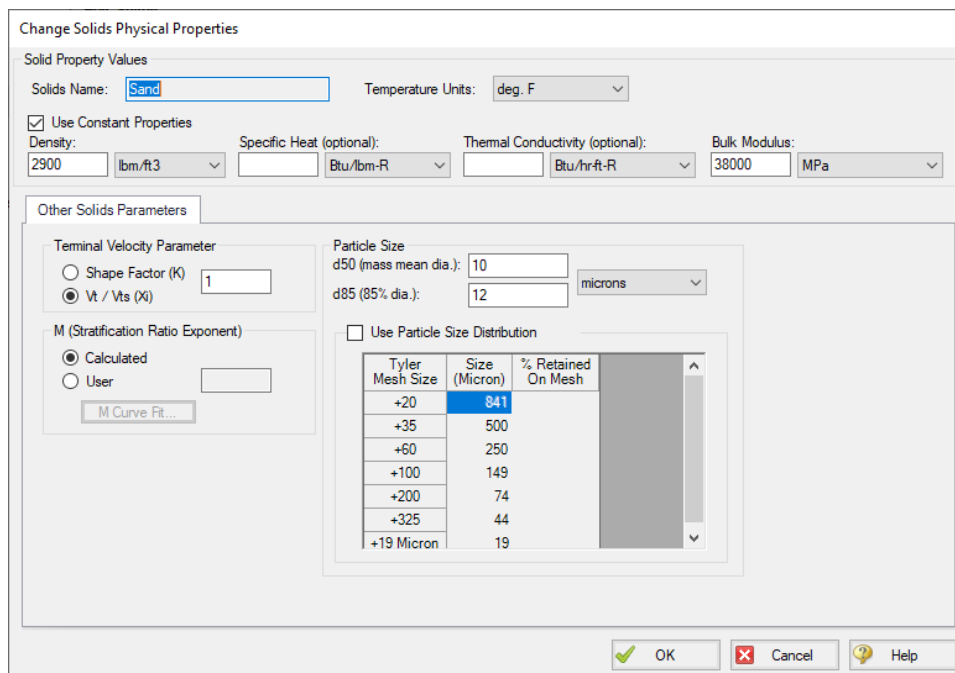 Change Solids Physical Properties
Solid Property Values
Solids Name: Sand Temperature Units: deg. F
Use Constant Properties
Density: Specific Heat (optional): Thermal Conductivity (optional): Bulk Modulus:
2900 lbm/ft3 Btu/lbm-R Btu/hr-ft-R 38000 MPa
Other Solids Parameters
Terminal Velocity Parameter
Shape Factor (K)
Vt / Vts (Xi)
1
M (Stratification Ratio Exponent)
Calculated
User
M Curve Fit...
Particle Size
d50 (mass mean dia.): 10
d85 (85% dia.): 12
microns
Use Particle Size Distribution
Tyler Size % Retained
Mesh Size (Micron) On Mesh
+20 841
+35 500
+60 250
+100 149
+200 74
+325 44
+19 Micron 19
OK Cancel Help